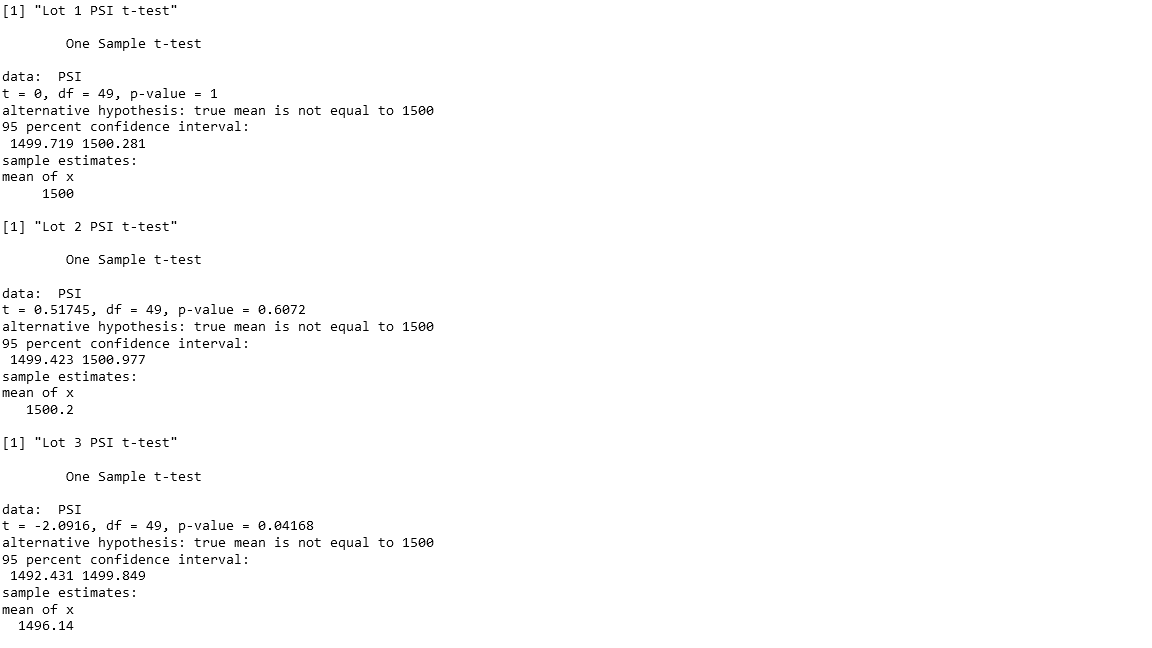 [1] "Lot 1 PSI t-test"
One Sample t-test
data:  PSI
t = 0, df = 49, p-value = 1
alternative hypothesis: true mean is not equal to 1500
95 percent confidence interval:
1499.719 1500.281
sample estimates:
mean of x
1500
[1] "Lot 2 PSI t-test"
One Sample t-test
data:  PSI
t = 0.51745, df = 49, p-value = 0.6072
alternative hypothesis: true mean is not equal to 1500
95 percent confidence interval:
1499.423 1500.977
sample estimates:
mean of x
1500.2
[1] "Lot 3 PSI t-test"
One Sample t-test
data:  PSI
t = -2.0916, df = 49, p-value = 0.04168
alternative hypothesis: true mean is not equal to 1500
95 percent confidence interval:
1492.431 1499.849
sample estimates:
mean of x
1496.14